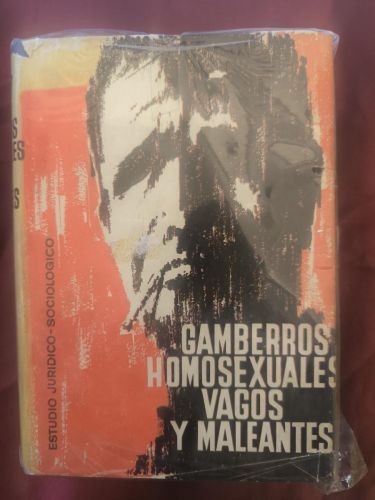 ESTUDIO JURIDICO-SOCIOLOGICO
GAMBERROS
HOMOSEXUALES
VAGOS
Y MALEANTES